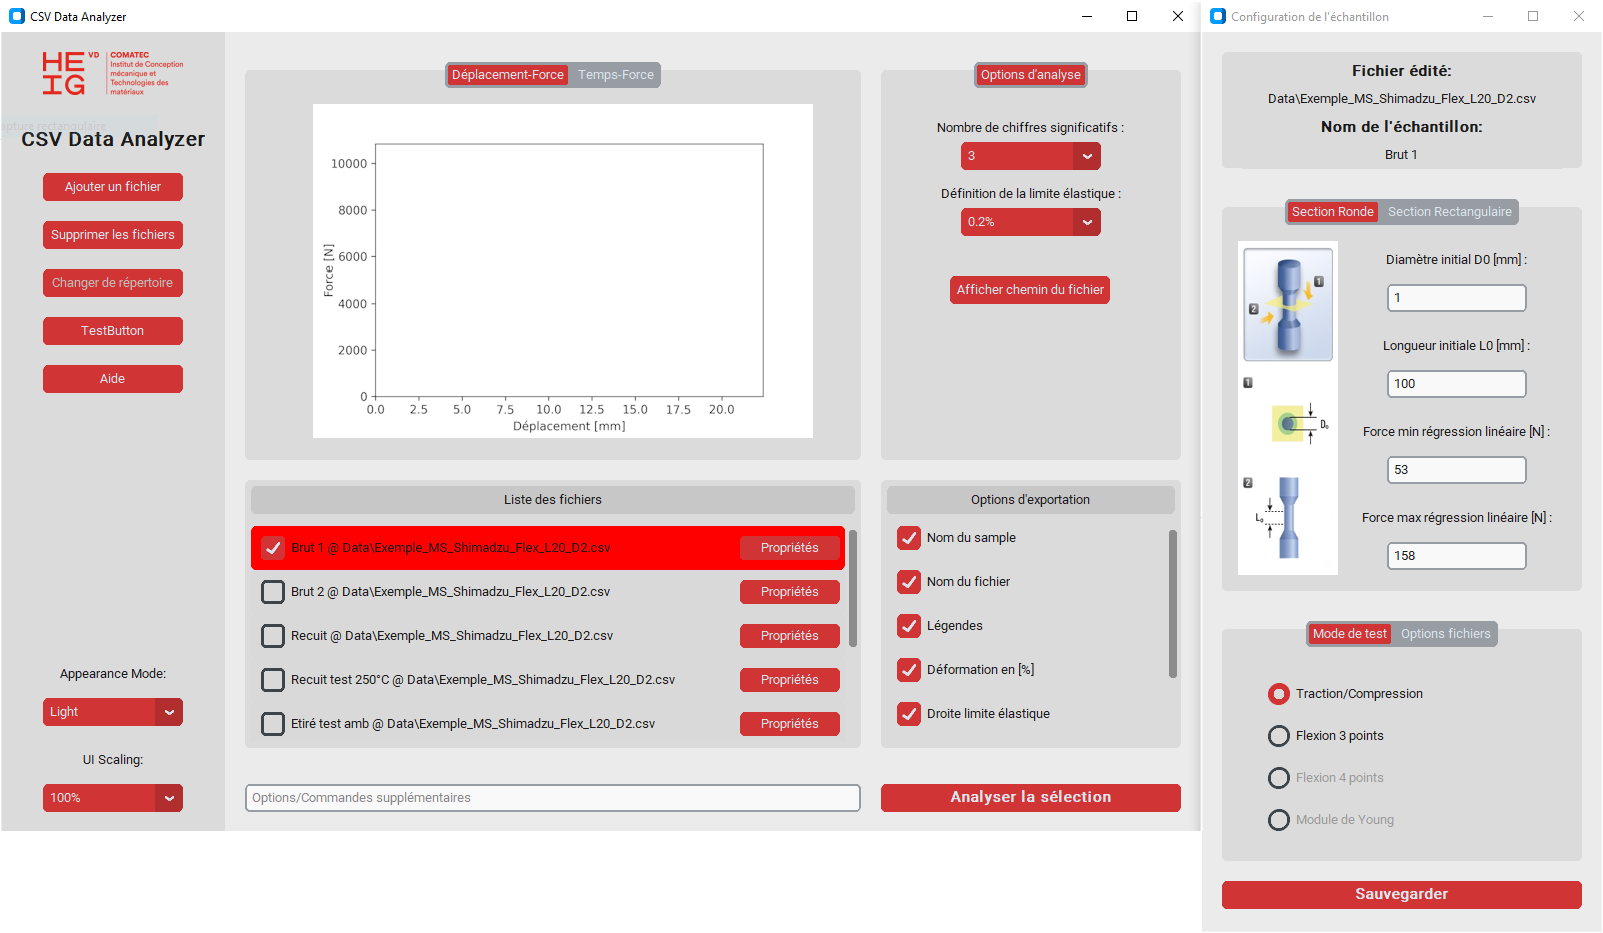 CSV Data Analyzer
HE VD
IG
COMATEC
Institut de Conception
mécanique et
Technologies des
matériaux
apture rectangulaire
CSV Data Analyzer
Ajouter un fichier
Supprimer les fichiers
Changer de répertoire
TestButton
Aide
Appearance Mode:
Light
UI Scaling:
100%
Déplacement-Force Temps-Force
10000
8000
6000
4000
2000
0
Force [N]
0.0 2.5 5.0 7.5 10.0 12.5 15.0 17.5 20.0
Déplacement [mm]
Options d'analyse
Nombre de chiffres significatifs :
3
Définition de la limite élastique :
0.2%
Afficher chemin du fichier
Liste des fichiers
Brut 1 @ Data\Exemple_MS_Shimadzu_Flex_L20_D2.csv Propriétés
Brut 2 @ Data\Exemple_MS_Shimadzu_Flex_L20_D2.csv Propriétés
Recuit @ Data\Exemple_MS_Shimadzu_Flex_L20_D2.csv Propriétés
Recuit test 250°C @ Data\Exemple_MS_Shimadzu_Flex_L20_D2.csv Propriétés
Etiré test amb @ Data\Exemple_MS_Shimadzu_Flex_L20_D2.csv Propriétés
Options d'exportation
Nom du sample
Nom du fichier
Légendes
Déformation en [%]
Droite limite élastique
Options/Commandes supplémentaires
Analyser la sélection
Configuration de l'échantillon
Fichier édité:
Data\Exemple_MS_Shimadzu_Flex_L20_D2.csv
Nom de l'échantillon:
Brut 1
Section Ronde Section Rectangulaire
1
2
1
D₀
2
L₀
Diamètre initial D0 [mm] :
1
Longueur initiale L0 [mm] :
100
Force min régression linéaire [N] :
53
Force max régression linéaire [N] :
158
Mode de test Options fichiers
Traction/Compression
Flexion 3 points
Flexion 4 points
Module de Young
Sauvegarder